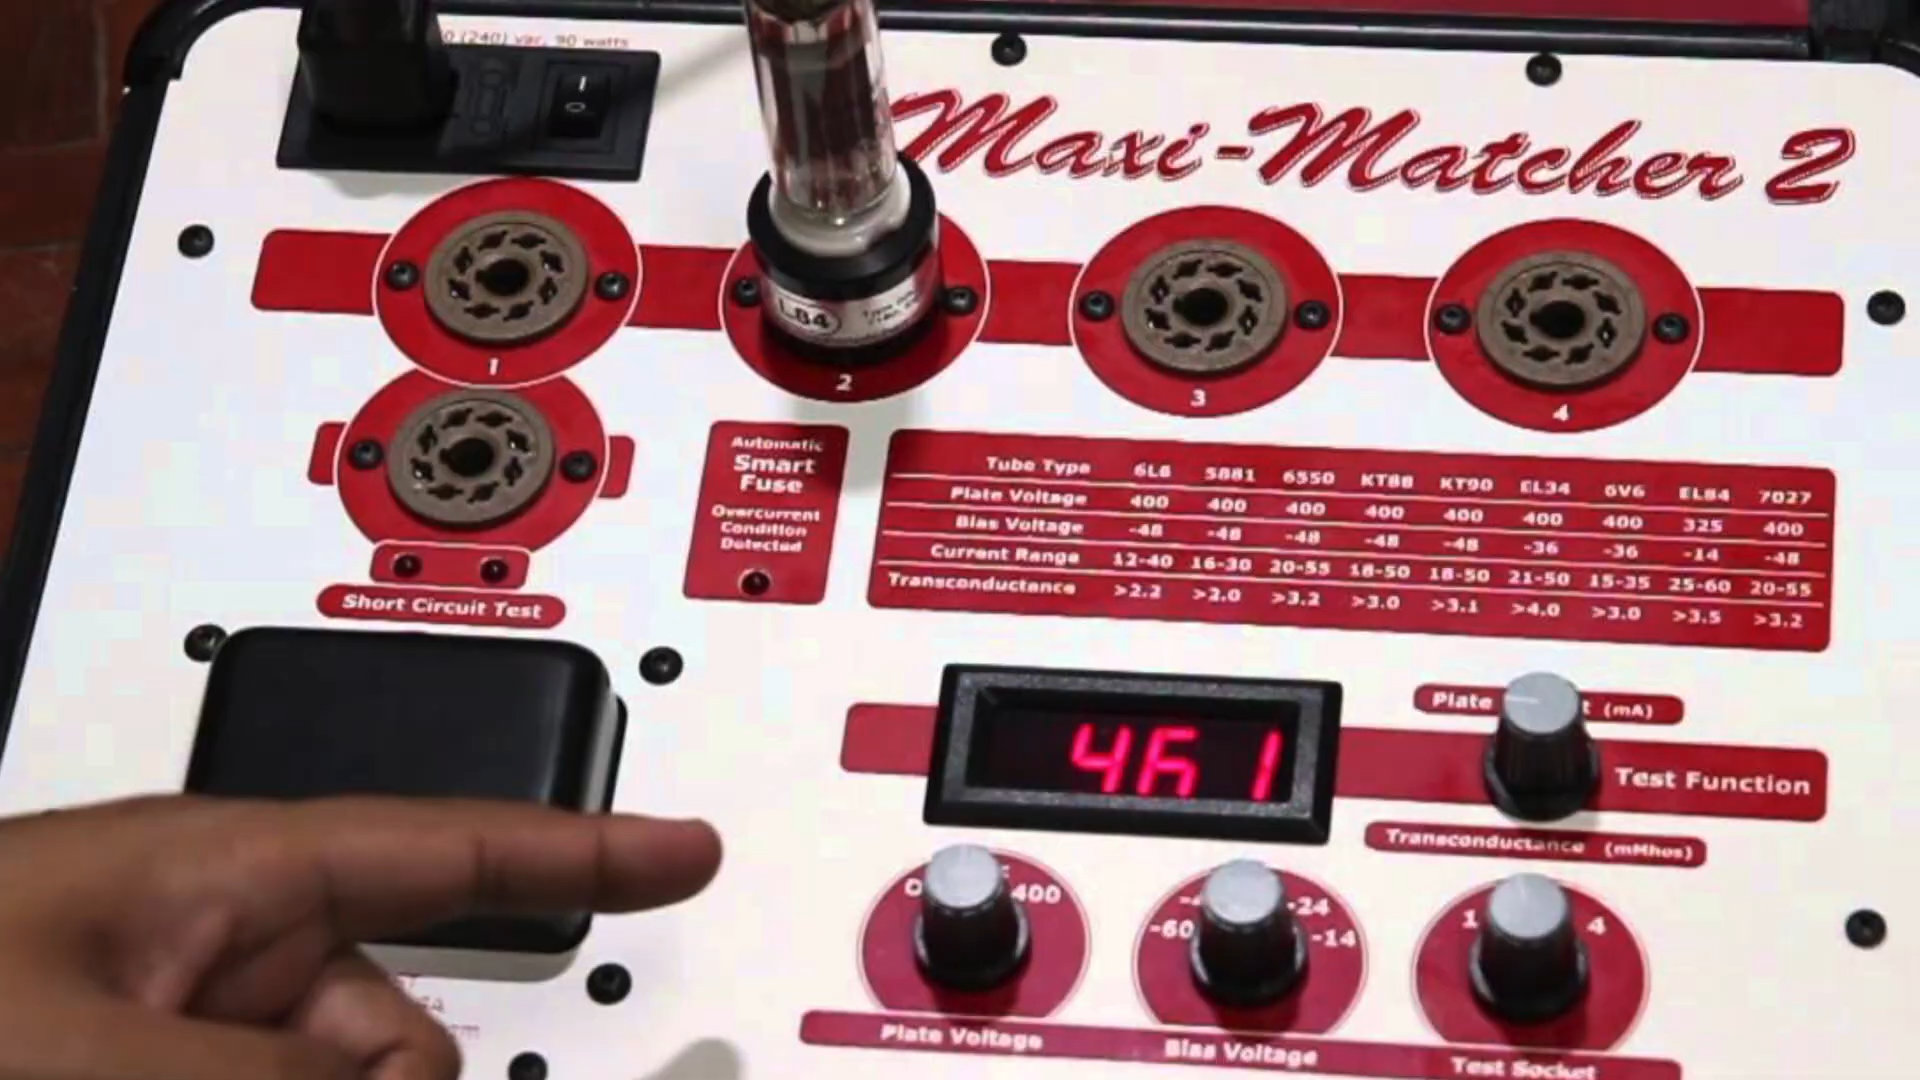 (240) vac, 90 watts
Maxi-Matcher 2
1
2
3
4
Automatic
Smart
Fuse
Overcurrent
Condition
Detected
Tube Type 6L6 5881 6550 KT88 KT90 EL34 6V6 EL84 7027
Plate Voltage 400 400 400 400 400 400 400 325 400
Bias Voltage -48 -48 -48 -48 -48 -36 -36 -14 -48
Current Range 12-40 16-30 20-55 18-50 18-50 21-50 15-35 25-60 20-55
Transconductance >2.2 >2.0 >3.2 >3.0 >3.1 >4.0 >3.0 >3.5 >3.2
Short Circuit Test
461
Plate (mA)
Test Function
Transconductance (mMhos)
400
-60 -24
-14
1 4
Plate Voltage
Bias Voltage
Test Socket